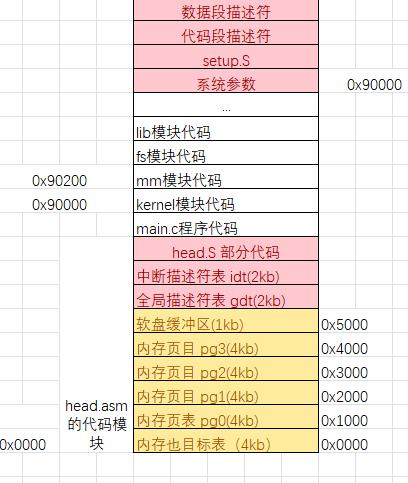 数据段描述符
代码段描述符
setup.S
系统参数 0x90000
...
lib模块代码
fs模块代码
0x90200 mm模块代码
0x90000 kernel模块代码
main.c程序代码
head.S 部分代码
中断描述符表 idt(2kb)
全局描述符表 gdt(2kb)
软盘缓冲区(1kb) 0x5000
内存页目 pg3(4kb) 0x4000
内存页目 pg2(4kb) 0x3000
内存页目 pg1(4kb) 0x2000
head.asm
的代码模
块
内存页表 pg0(4kb) 0x1000
0x0000 内存也目标表（4kb） 0x0000